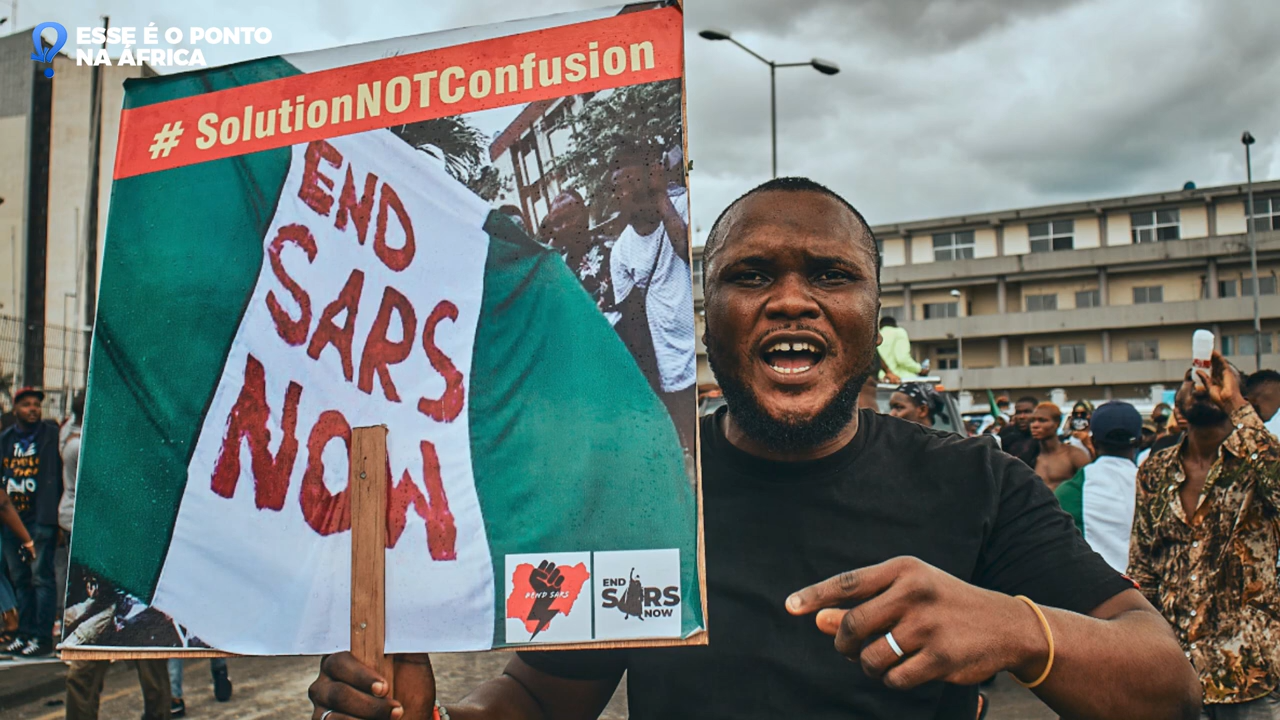 ESSE É O PONTO
NA ÁFRICA
# SolutionNOTConfusion
END
SARS
NOW
#END SARS
END
SARS
NOW